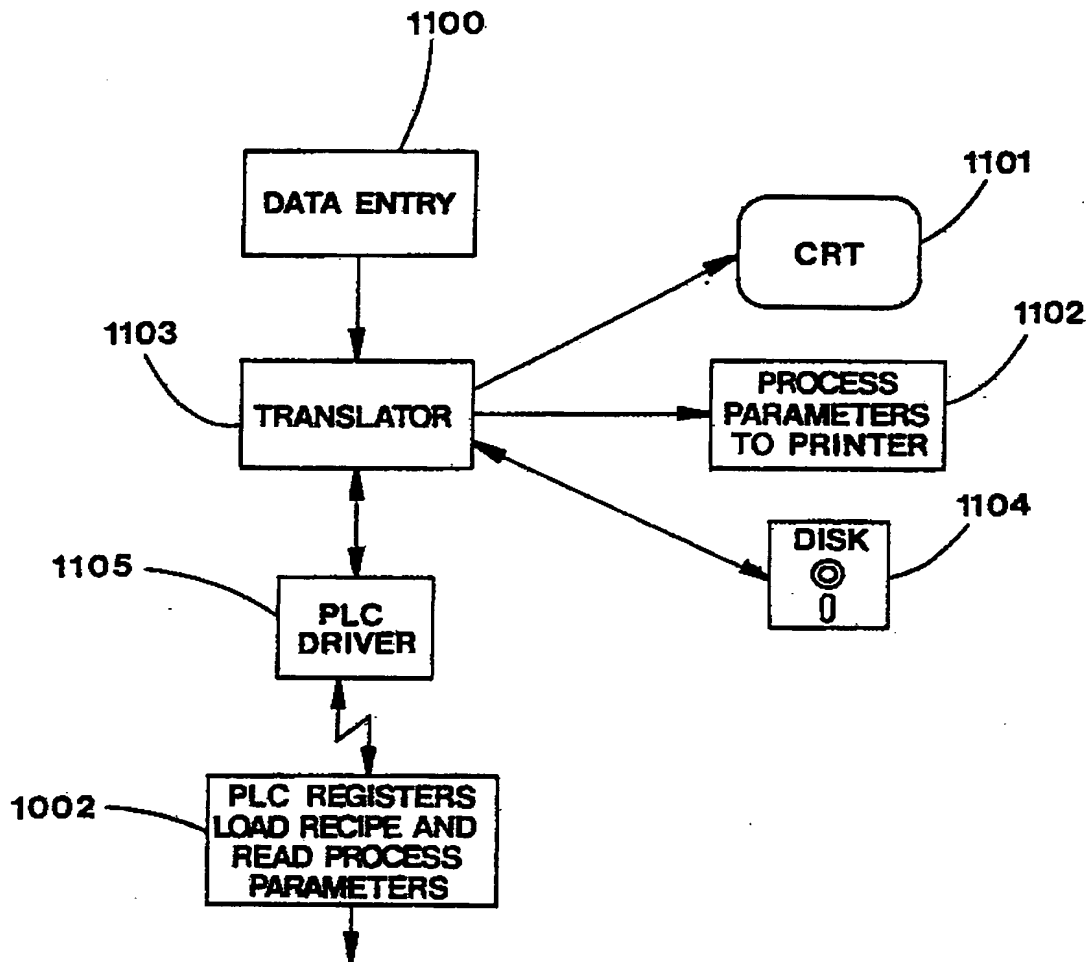 1100
DATA ENTRY
1101
CRT
1103
TRANSLATOR
1102
PROCESS
PARAMETERS
TO PRINTER
1104
DISK
1105
PLC
DRIVER
1002
PLC REGISTERS
LOAD RECIPE AND
READ PROCESS
PARAMETERS